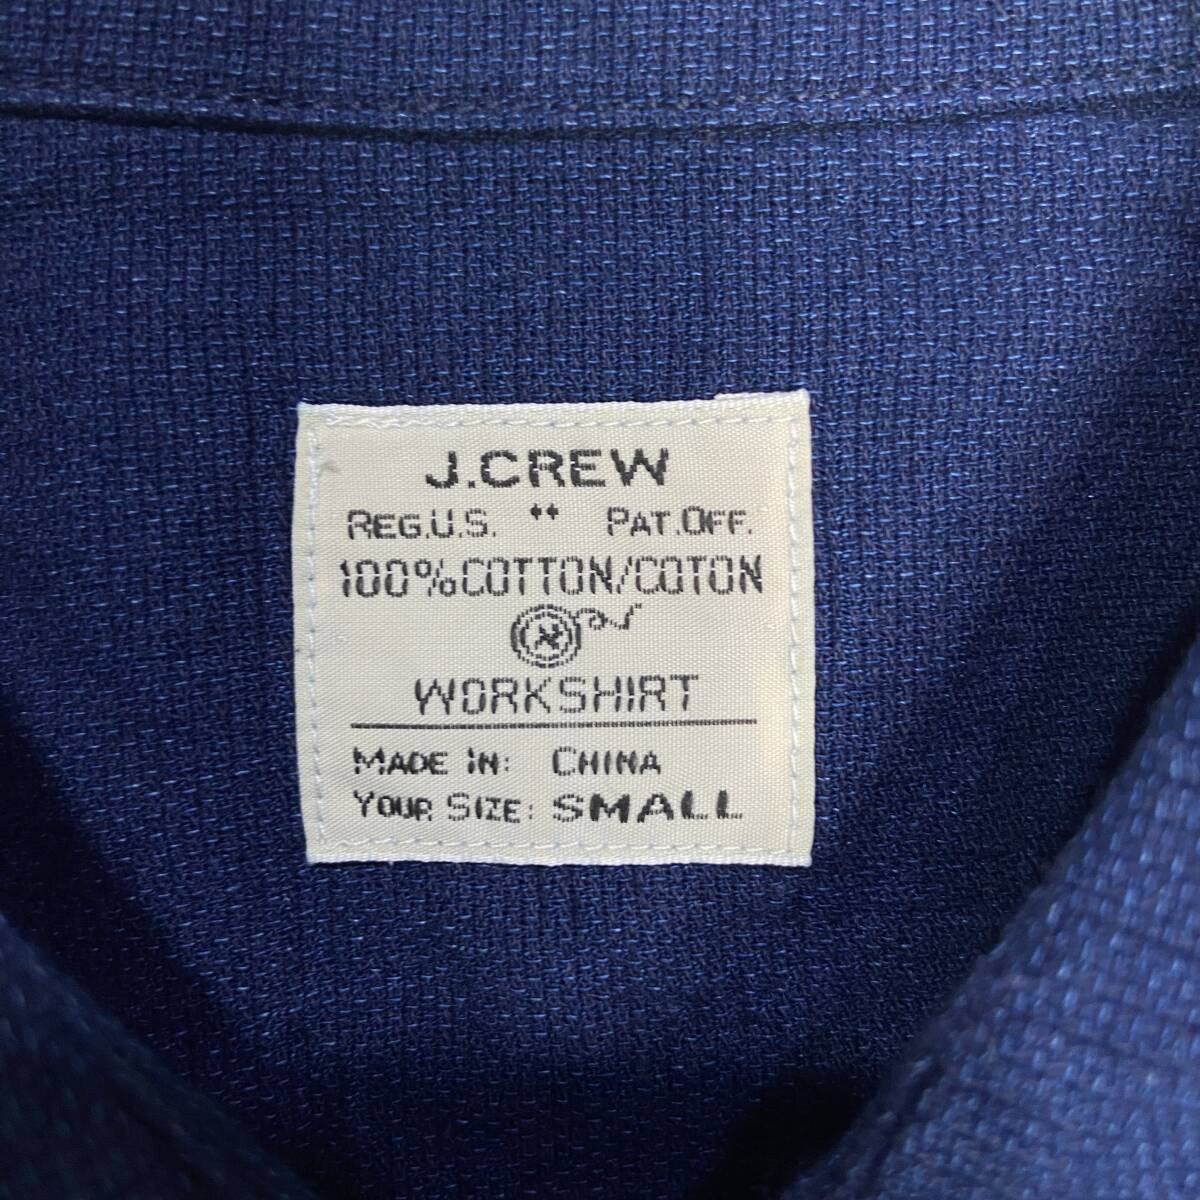 J.CREW
REG.U.S. " PAT.OFF.
100%COTTON/COTON
WORKSHIRT
MADE IN: CHINA
YOUR SIZE: SMALL